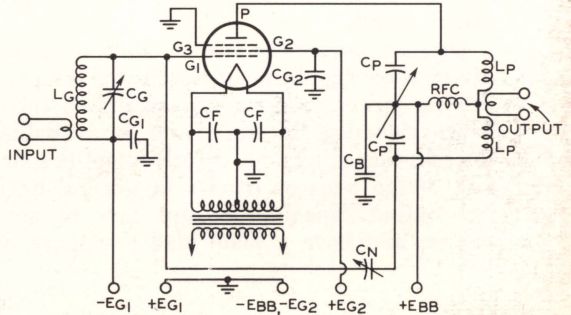 P
G3
G2
G1
CP
LP
LG
CG
CG2
RFC
CG1
CF
CF
INPUT
OUTPUT
CB
CP
LP
CN
-EG1
+EG1
-EBB, -EG2
+EG2
+EBB